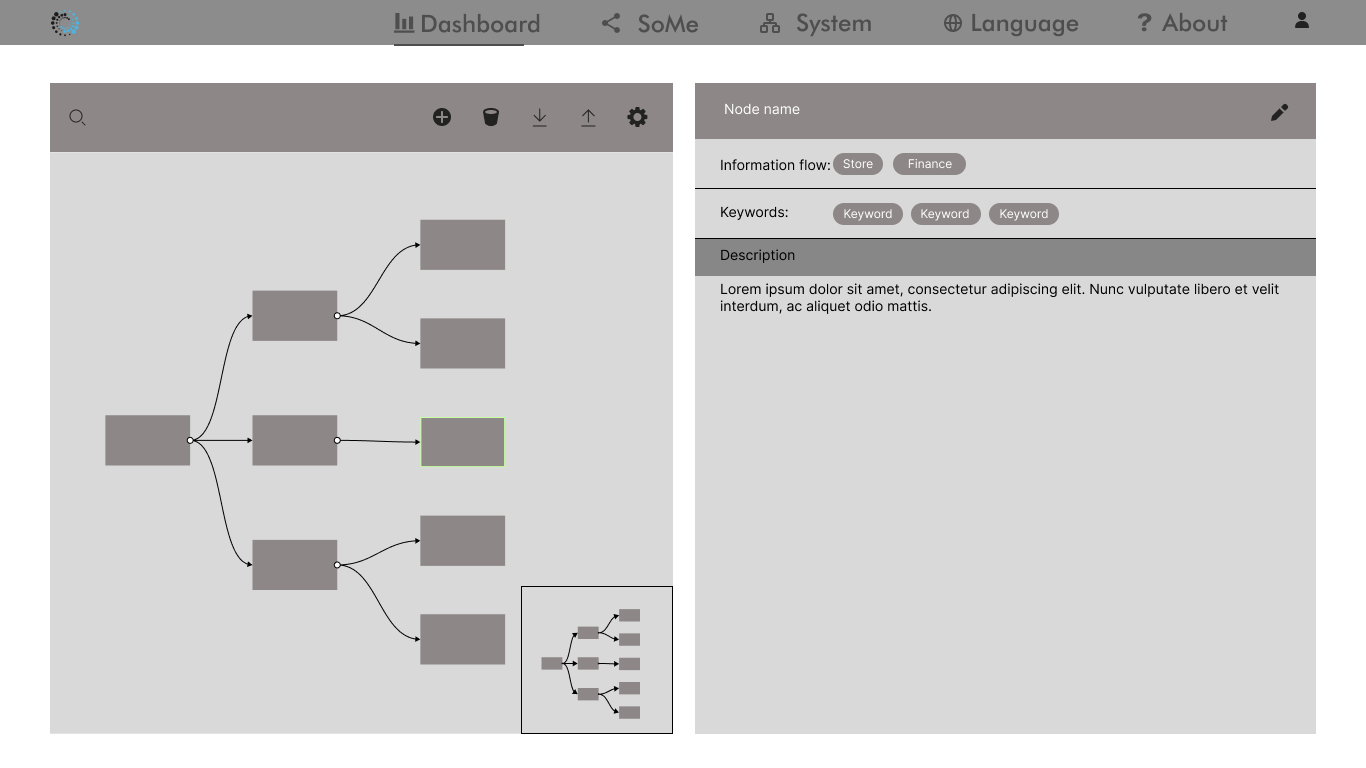 Dashboard SoMe System Language ? About
Node name
Information flow: Store Finance
Keywords: Keyword Keyword Keyword
Description
Lorem ipsum dolor sit amet, consectetur adipiscing elit. Nunc vulputate libero et velit
interdum, ac aliquet odio mattis.